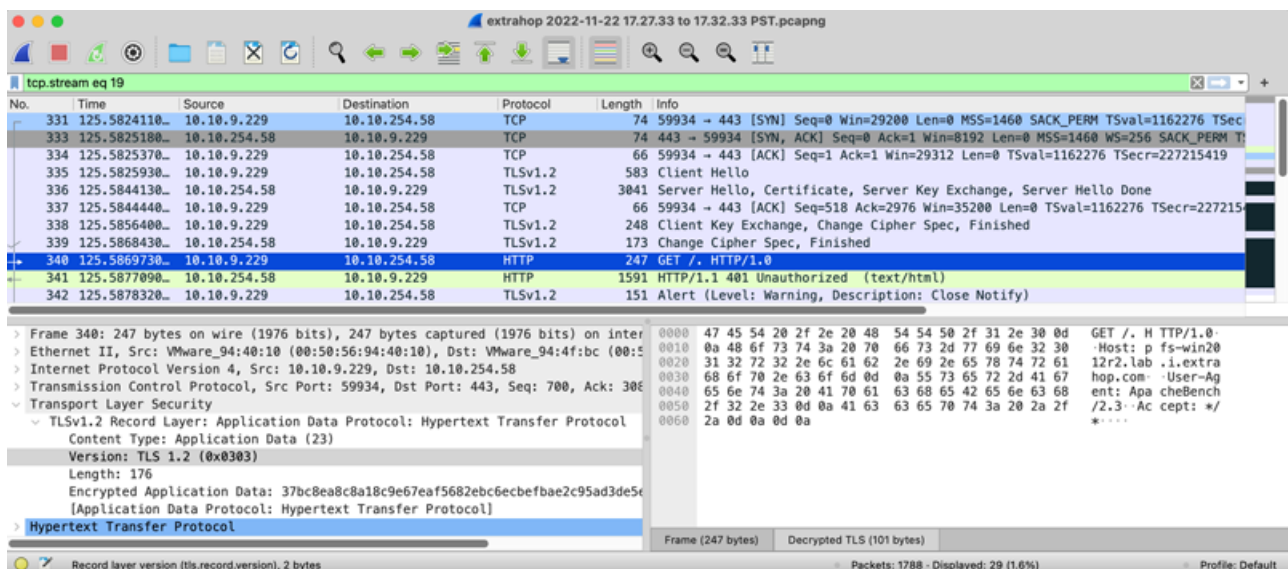 extrahop 2022-11-22 17.27.33 to 17.32.33 PST.pcapng
tcp.stream eq 19
No. Time Source Destination Protocol Length Info
331 125.5824110… 10.10.9.229 10.10.254.58 TCP 74 59934 → 443 [SYN] Seq=0 Win=29200 Len=0 MSS=1460 SACK_PERM TSval=1162276 TSecr
333 125.5825180… 10.10.254.58 10.10.9.229 TCP 74 443 → 59934 [SYN, ACK] Seq=0 Ack=1 Win=8192 Len=0 MSS=1460 WS=256 SACK_PERM TS
334 125.5825370… 10.10.9.229 10.10.254.58 TCP 66 59934 → 443 [ACK] Seq=1 Ack=1 Win=29312 Len=0 TSval=1162276 TSecr=227215419
335 125.5825930… 10.10.9.229 10.10.254.58 TLSv1.2 583 Client Hello
336 125.5844130… 10.10.254.58 10.10.9.229 TLSv1.2 3041 Server Hello, Certificate, Server Key Exchange, Server Hello Done
337 125.5844440… 10.10.9.229 10.10.254.58 TCP 66 59934 → 443 [ACK] Seq=518 Ack=2976 Win=35200 Len=0 TSval=1162276 TSecr=2272154
338 125.5856400… 10.10.9.229 10.10.254.58 TLSv1.2 248 Client Key Exchange, Change Cipher Spec, Finished
339 125.5868430… 10.10.254.58 10.10.9.229 TLSv1.2 173 Change Cipher Spec, Finished
340 125.5869730… 10.10.9.229 10.10.254.58 HTTP 247 GET /. HTTP/1.0
341 125.5877090… 10.10.254.58 10.10.9.229 HTTP 1591 HTTP/1.1 401 Unauthorized (text/html)
342 125.5878320… 10.10.9.229 10.10.254.58 TLSv1.2 151 Alert (Level: Warning, Description: Close Notify)
Frame 340: 247 bytes on wire (1976 bits), 247 bytes captured (1976 bits) on inter
Ethernet II, Src: VMware_94:40:10 (00:50:56:94:40:10), Dst: VMware_94:4f:bc (00:5
Internet Protocol Version 4, Src: 10.10.9.229, Dst: 10.10.254.58
Transmission Control Protocol, Src Port: 59934, Dst Port: 443, Seq: 700, Ack: 308
Transport Layer Security
TLSv1.2 Record Layer: Application Data Protocol: Hypertext Transfer Protocol
Content Type: Application Data (23)
Version: TLS 1.2 (0x0303)
Length: 176
Encrypted Application Data: 37bc8ea8c8a18c9e67eaf5682ebc6ecbefbae2c95ad3de5e
[Application Data Protocol: Hypertext Transfer Protocol]
Hypertext Transfer Protocol
0000 47 45 54 20 2f 2e 20 48 54 54 50 2f 31 2e 30 0d GET /. H TTP/1.0·
0010 0a 48 6f 73 74 3a 20 70 66 73 2d 77 69 6e 32 30 ·Host: p fs-win20
0020 31 32 72 32 2e 6c 61 62 2e 69 2e 65 78 74 72 61 12r2.lab .i.extra
0030 68 6f 70 2e 63 6f 6d 0d 0a 55 73 65 72 2d 41 67 hop.com· ·User-Ag
0040 65 6e 74 3a 20 41 70 61 63 68 65 42 65 6e 63 68 ent: Apa cheBench
0050 2f 32 2e 33 0d 0a 41 63 63 65 70 74 3a 20 2a 2f /2.3··Ac cept: */
0060 2a 0d 0a 0d 0a *····
Frame (247 bytes) Decrypted TLS (101 bytes)
Record layer version (tls.record.version), 2 bytes Packets: 1788 · Displayed: 29 (1.6%) Profile: Default